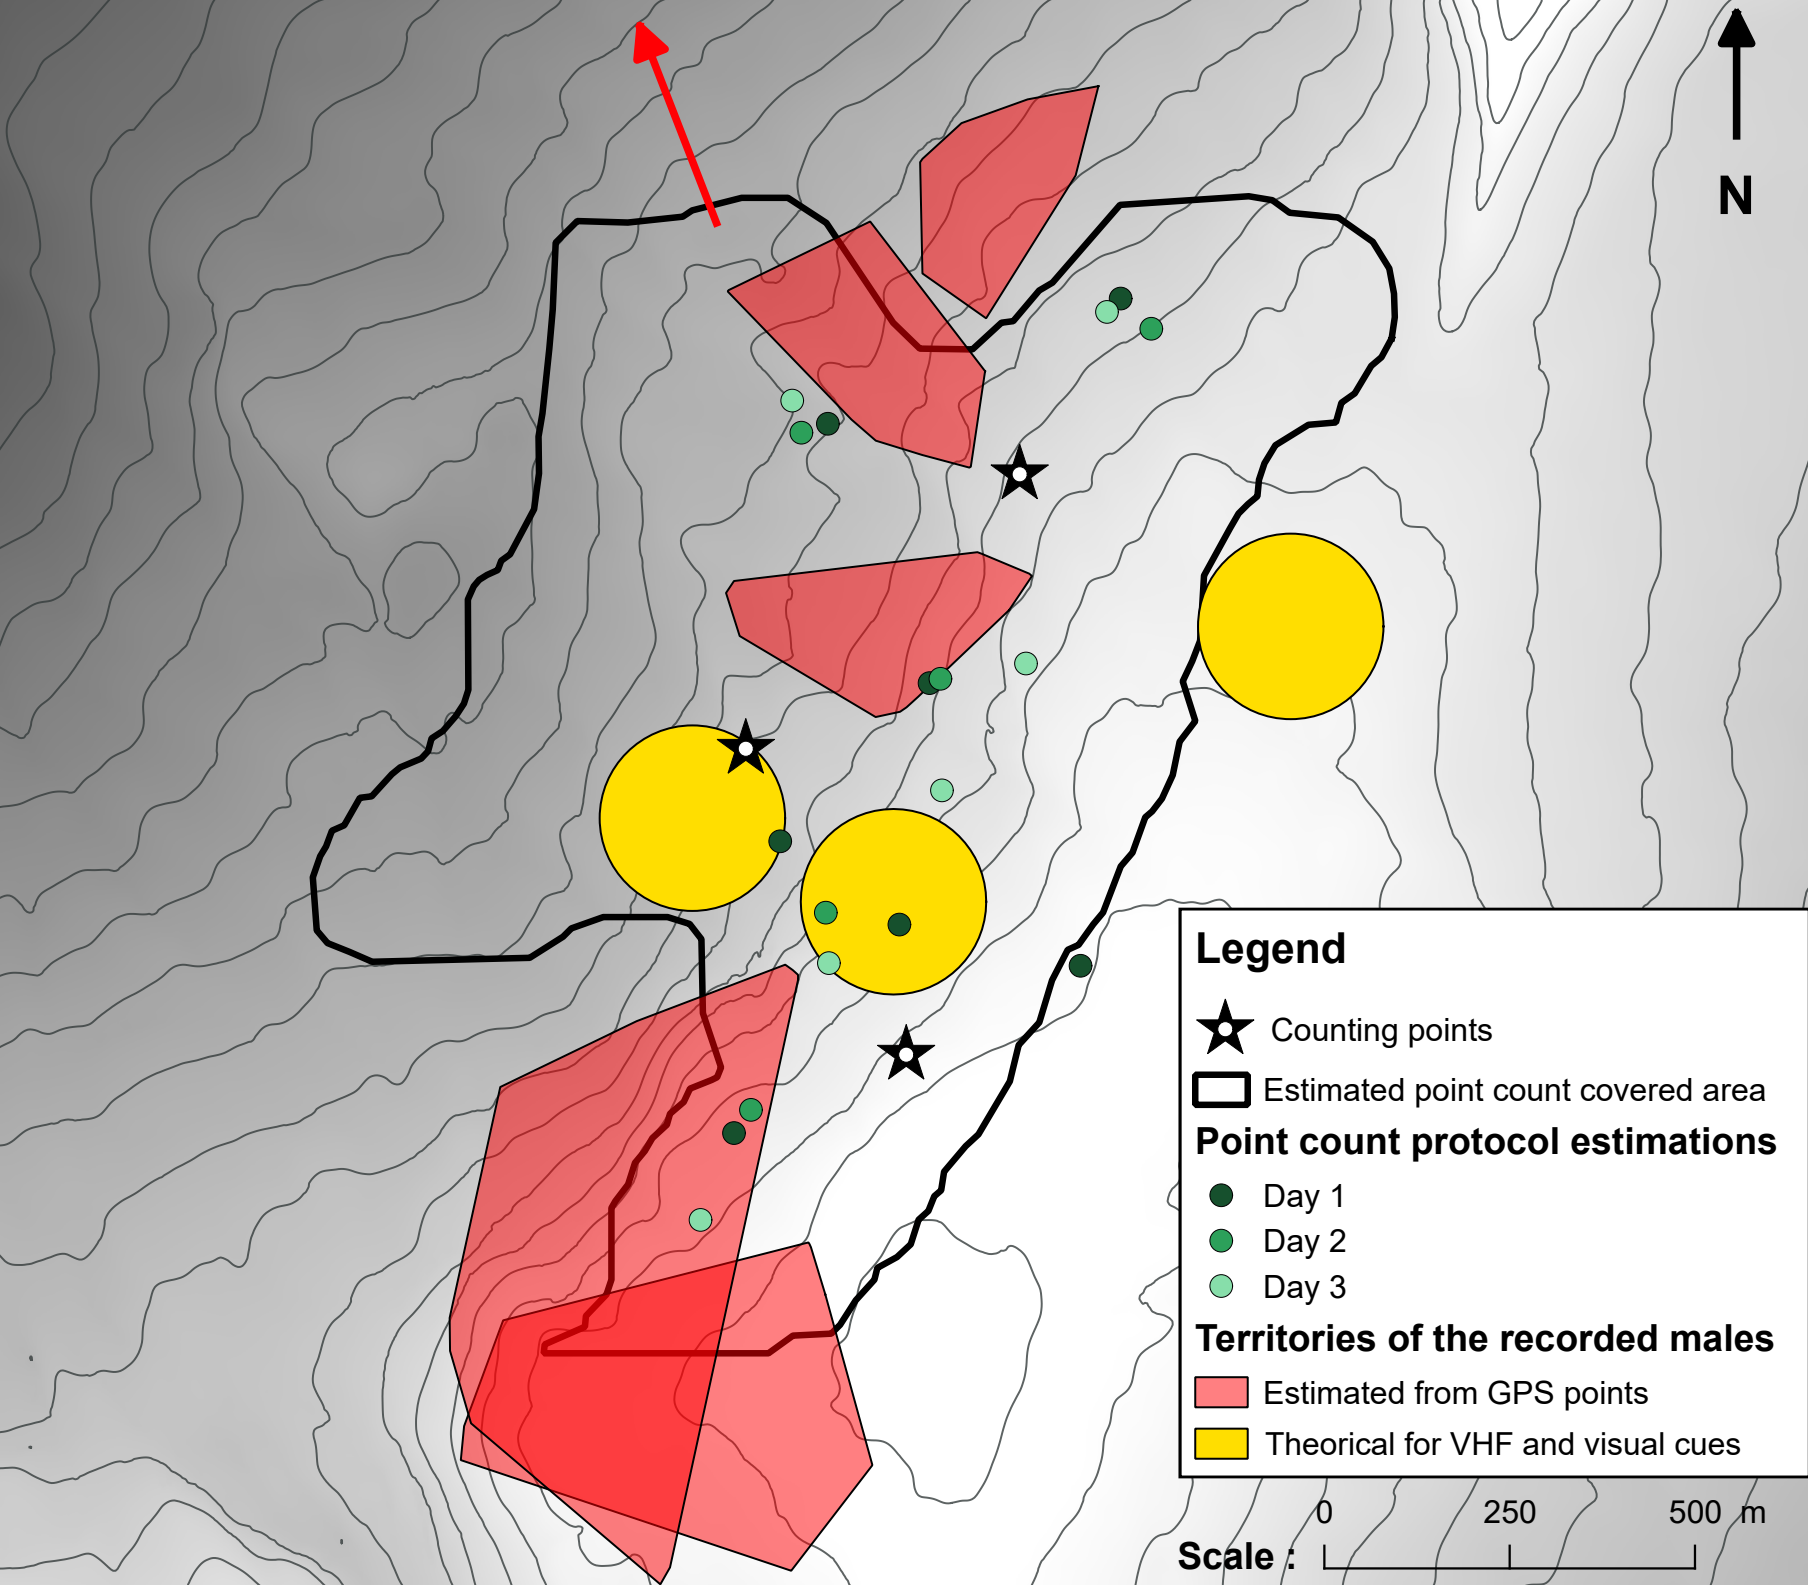 N
Legend
Counting points
Estimated point count covered area
Point count protocol estimations
Day 1
Day 2
Day 3
Territories of the recorded males
Estimated from GPS points
Theorical for VHF and visual cues
0 250 500 m
Scale :